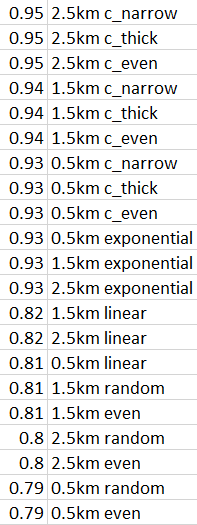 0.95 2.5km c_narrow
0.95 2.5km c_thick
0.95 2.5km c_even
0.94 1.5km c_narrow
0.94 1.5km c_thick
0.94 1.5km c_even
0.93 0.5km c_narrow
0.93 0.5km c_thick
0.93 0.5km c_even
0.93 0.5km exponential
0.93 1.5km exponential
0.93 2.5km exponential
0.82 1.5km linear
0.82 2.5km linear
0.81 0.5km linear
0.81 1.5km random
0.81 1.5km even
0.8 2.5km random
0.8 2.5km even
0.79 0.5km random
0.79 0.5km even